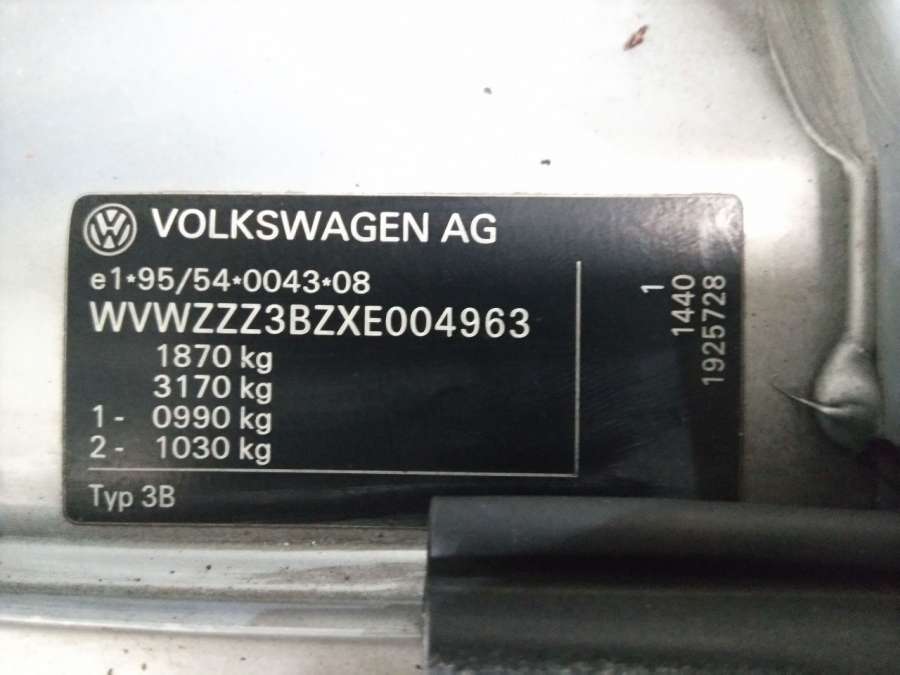 VOLKSWAGEN AG
e1*95/54*0043*08
WVWZZZ3BZXE004963
1870 kg
3170 kg
1- 0990 kg
2- 1030 kg
Typ 3B
1
1440
1925728